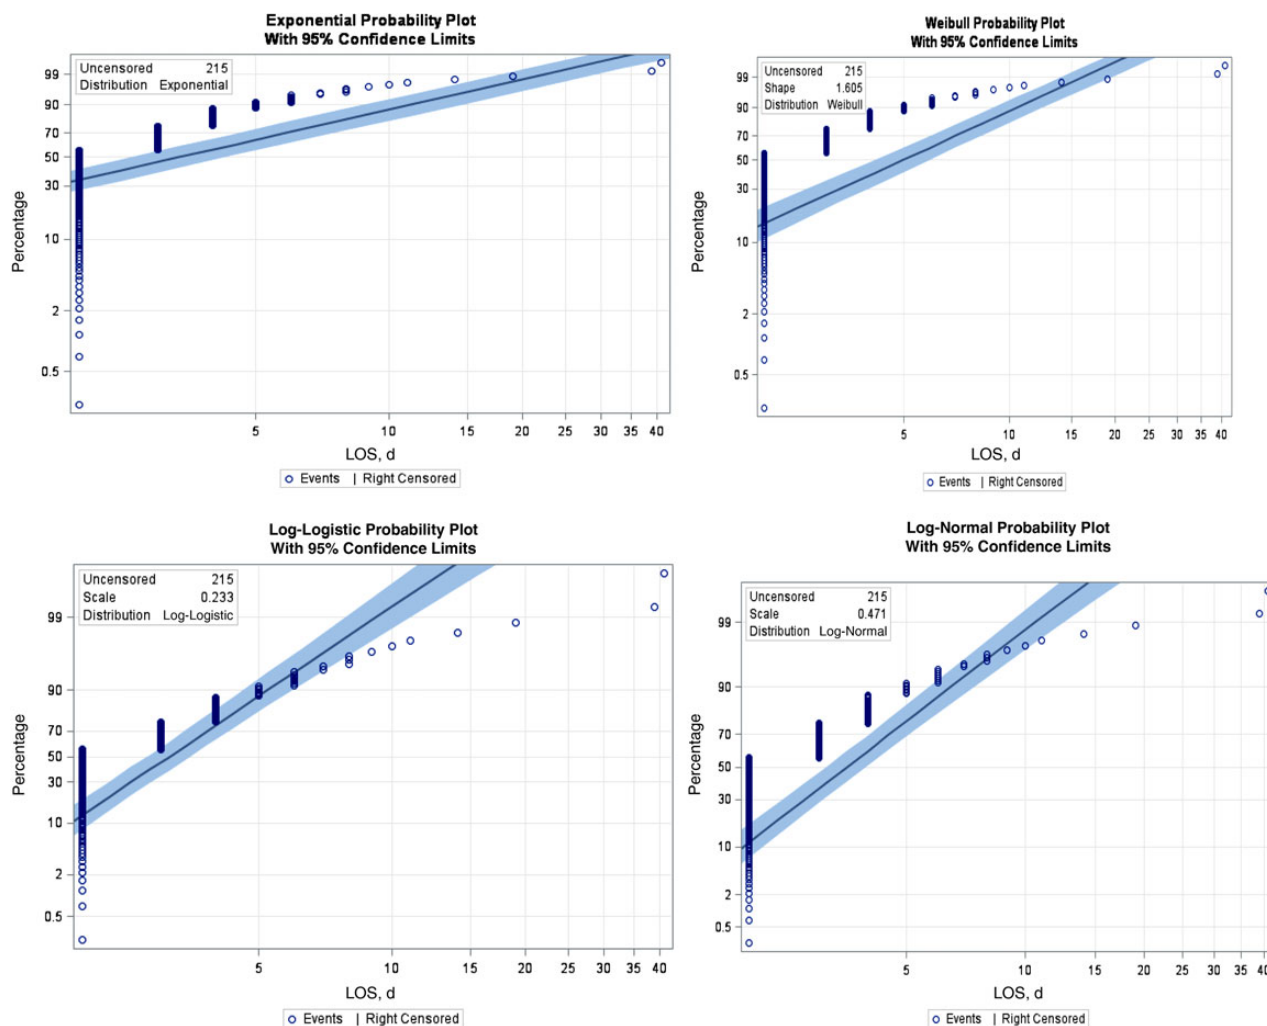 Exponential Probability Plot
With 95% Confidence Limits
Uncensored 215
Distribution Exponential
Percentage
99
90
70
50
30
10
2
0.5
5 10 15 20 25 30 35 40
LOS, d
Events | Right Censored
Weibull Probability Plot
With 95% Confidence Limits
Uncensored 215
Shape 1.605
Distribution Weibull
Percentage
99
90
70
50
30
10
2
0.5
5 10 15 20 25 30 35 40
LOS, d
Events | Right Censored
Log-Logistic Probability Plot
With 95% Confidence Limits
Uncensored 215
Scale 0.233
Distribution Log-Logistic
Percentage
99
90
70
50
30
10
2
0.5
5 10 15 20 25 30 35 40
LOS, d
Events | Right Censored
Log-Normal Probability Plot
With 95% Confidence Limits
Uncensored 215
Scale 0.471
Distribution Log-Normal
Percentage
99
90
70
50
30
10
2
0.5
5 10 15 20 25 30 35 40
LOS, d
Events | Right Censored